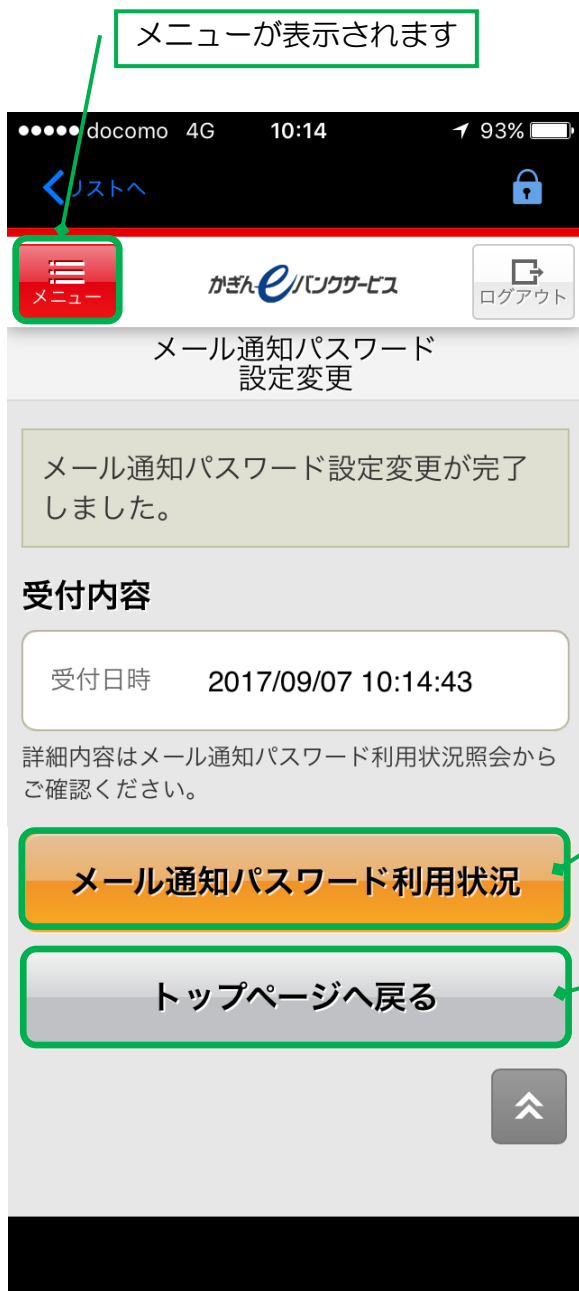 メニューが表示されます
docomo 4G 10:14 93%
リストへ
メニュー
かぎんeバンクサービス
ログアウト
メール通知パスワード
設定変更
メール通知パスワード設定変更が完了
しました。
受付内容
受付日時 2017/09/07 10:14:43
詳細内容はメール通知パスワード利用状況照会から
ご確認ください。
メール通知パスワード利用状況
トップページへ戻る